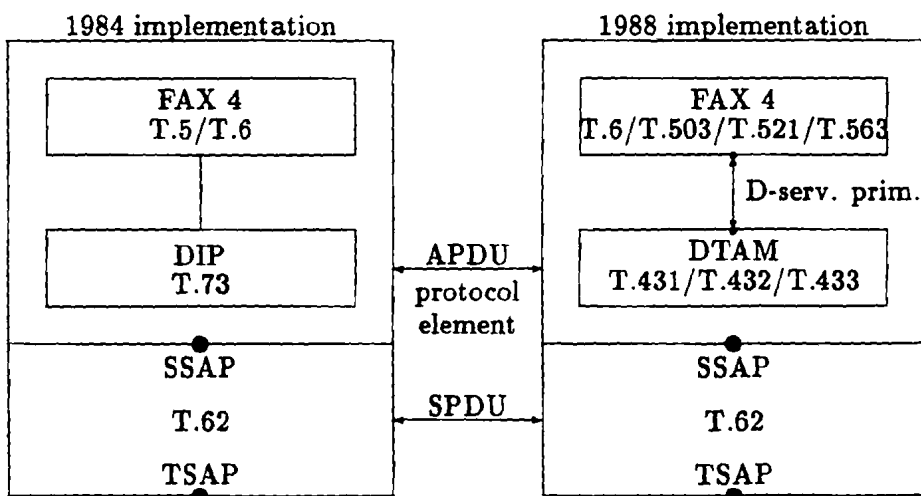 1984 implementation
1988 implementation
FAX 4
T.5/T.6
FAX 4
T.6/T.503/T.521/T.563
D-serv. prim.
DIP
T.73
APDU
protocol
element
DTAM
T.431/T.432/T.433
SSAP
SSAP
T.62
SPDU
T.62
TSAP
TSAP